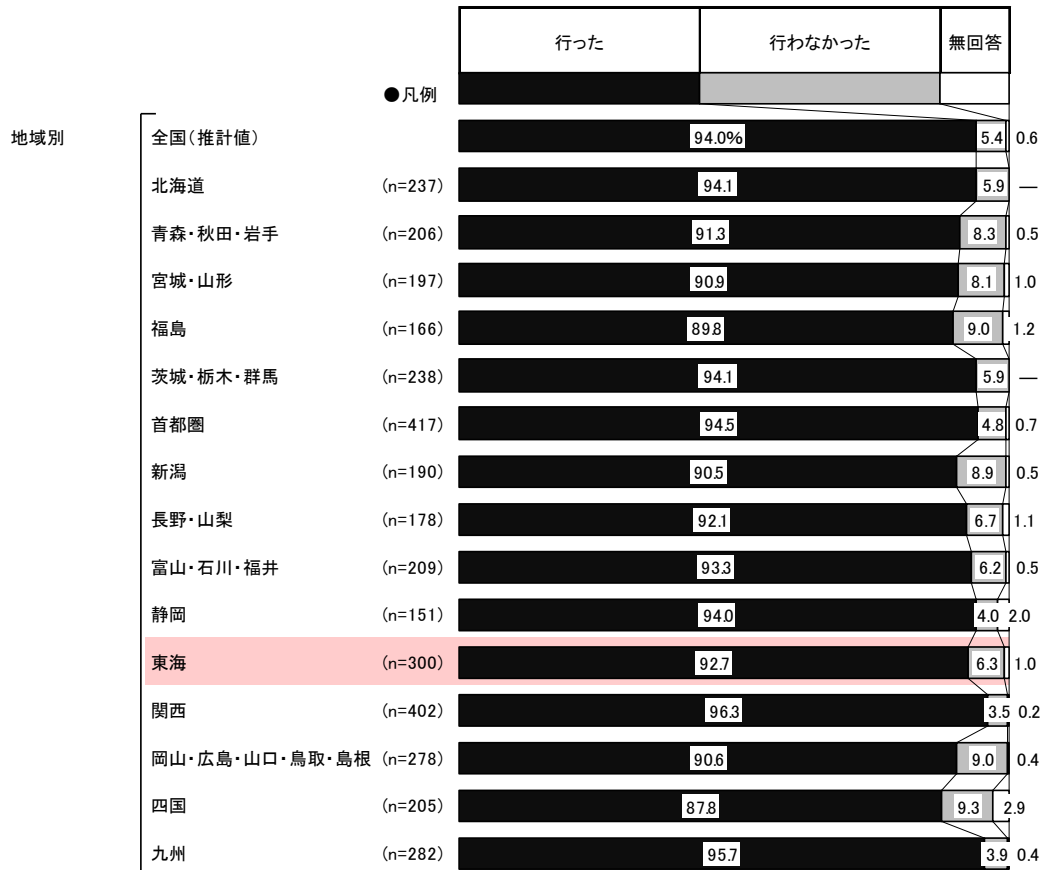 行った 行わなかった 無回答
●凡例
地域別 全国(推計値) 94.0% 5.4 0.6
北海道 (n=237) 94.1 5.9 —
青森・秋田・岩手 (n=206) 91.3 8.3 0.5
宮城・山形 (n=197) 90.9 8.1 1.0
福島 (n=166) 89.8 9.0 1.2
茨城・栃木・群馬 (n=238) 94.1 5.9 —
首都圏 (n=417) 94.5 4.8 0.7
新潟 (n=190) 90.5 8.9 0.5
長野・山梨 (n=178) 92.1 6.7 1.1
富山・石川・福井 (n=209) 93.3 6.2 0.5
静岡 (n=151) 94.0 4.0 2.0
東海 (n=300) 92.7 6.3 1.0
関西 (n=402) 96.3 3.5 0.2
岡山・広島・山口・鳥取・島根 (n=278) 90.6 9.0 0.4
四国 (n=205) 87.8 9.3 2.9
九州 (n=282) 95.7 3.9 0.4